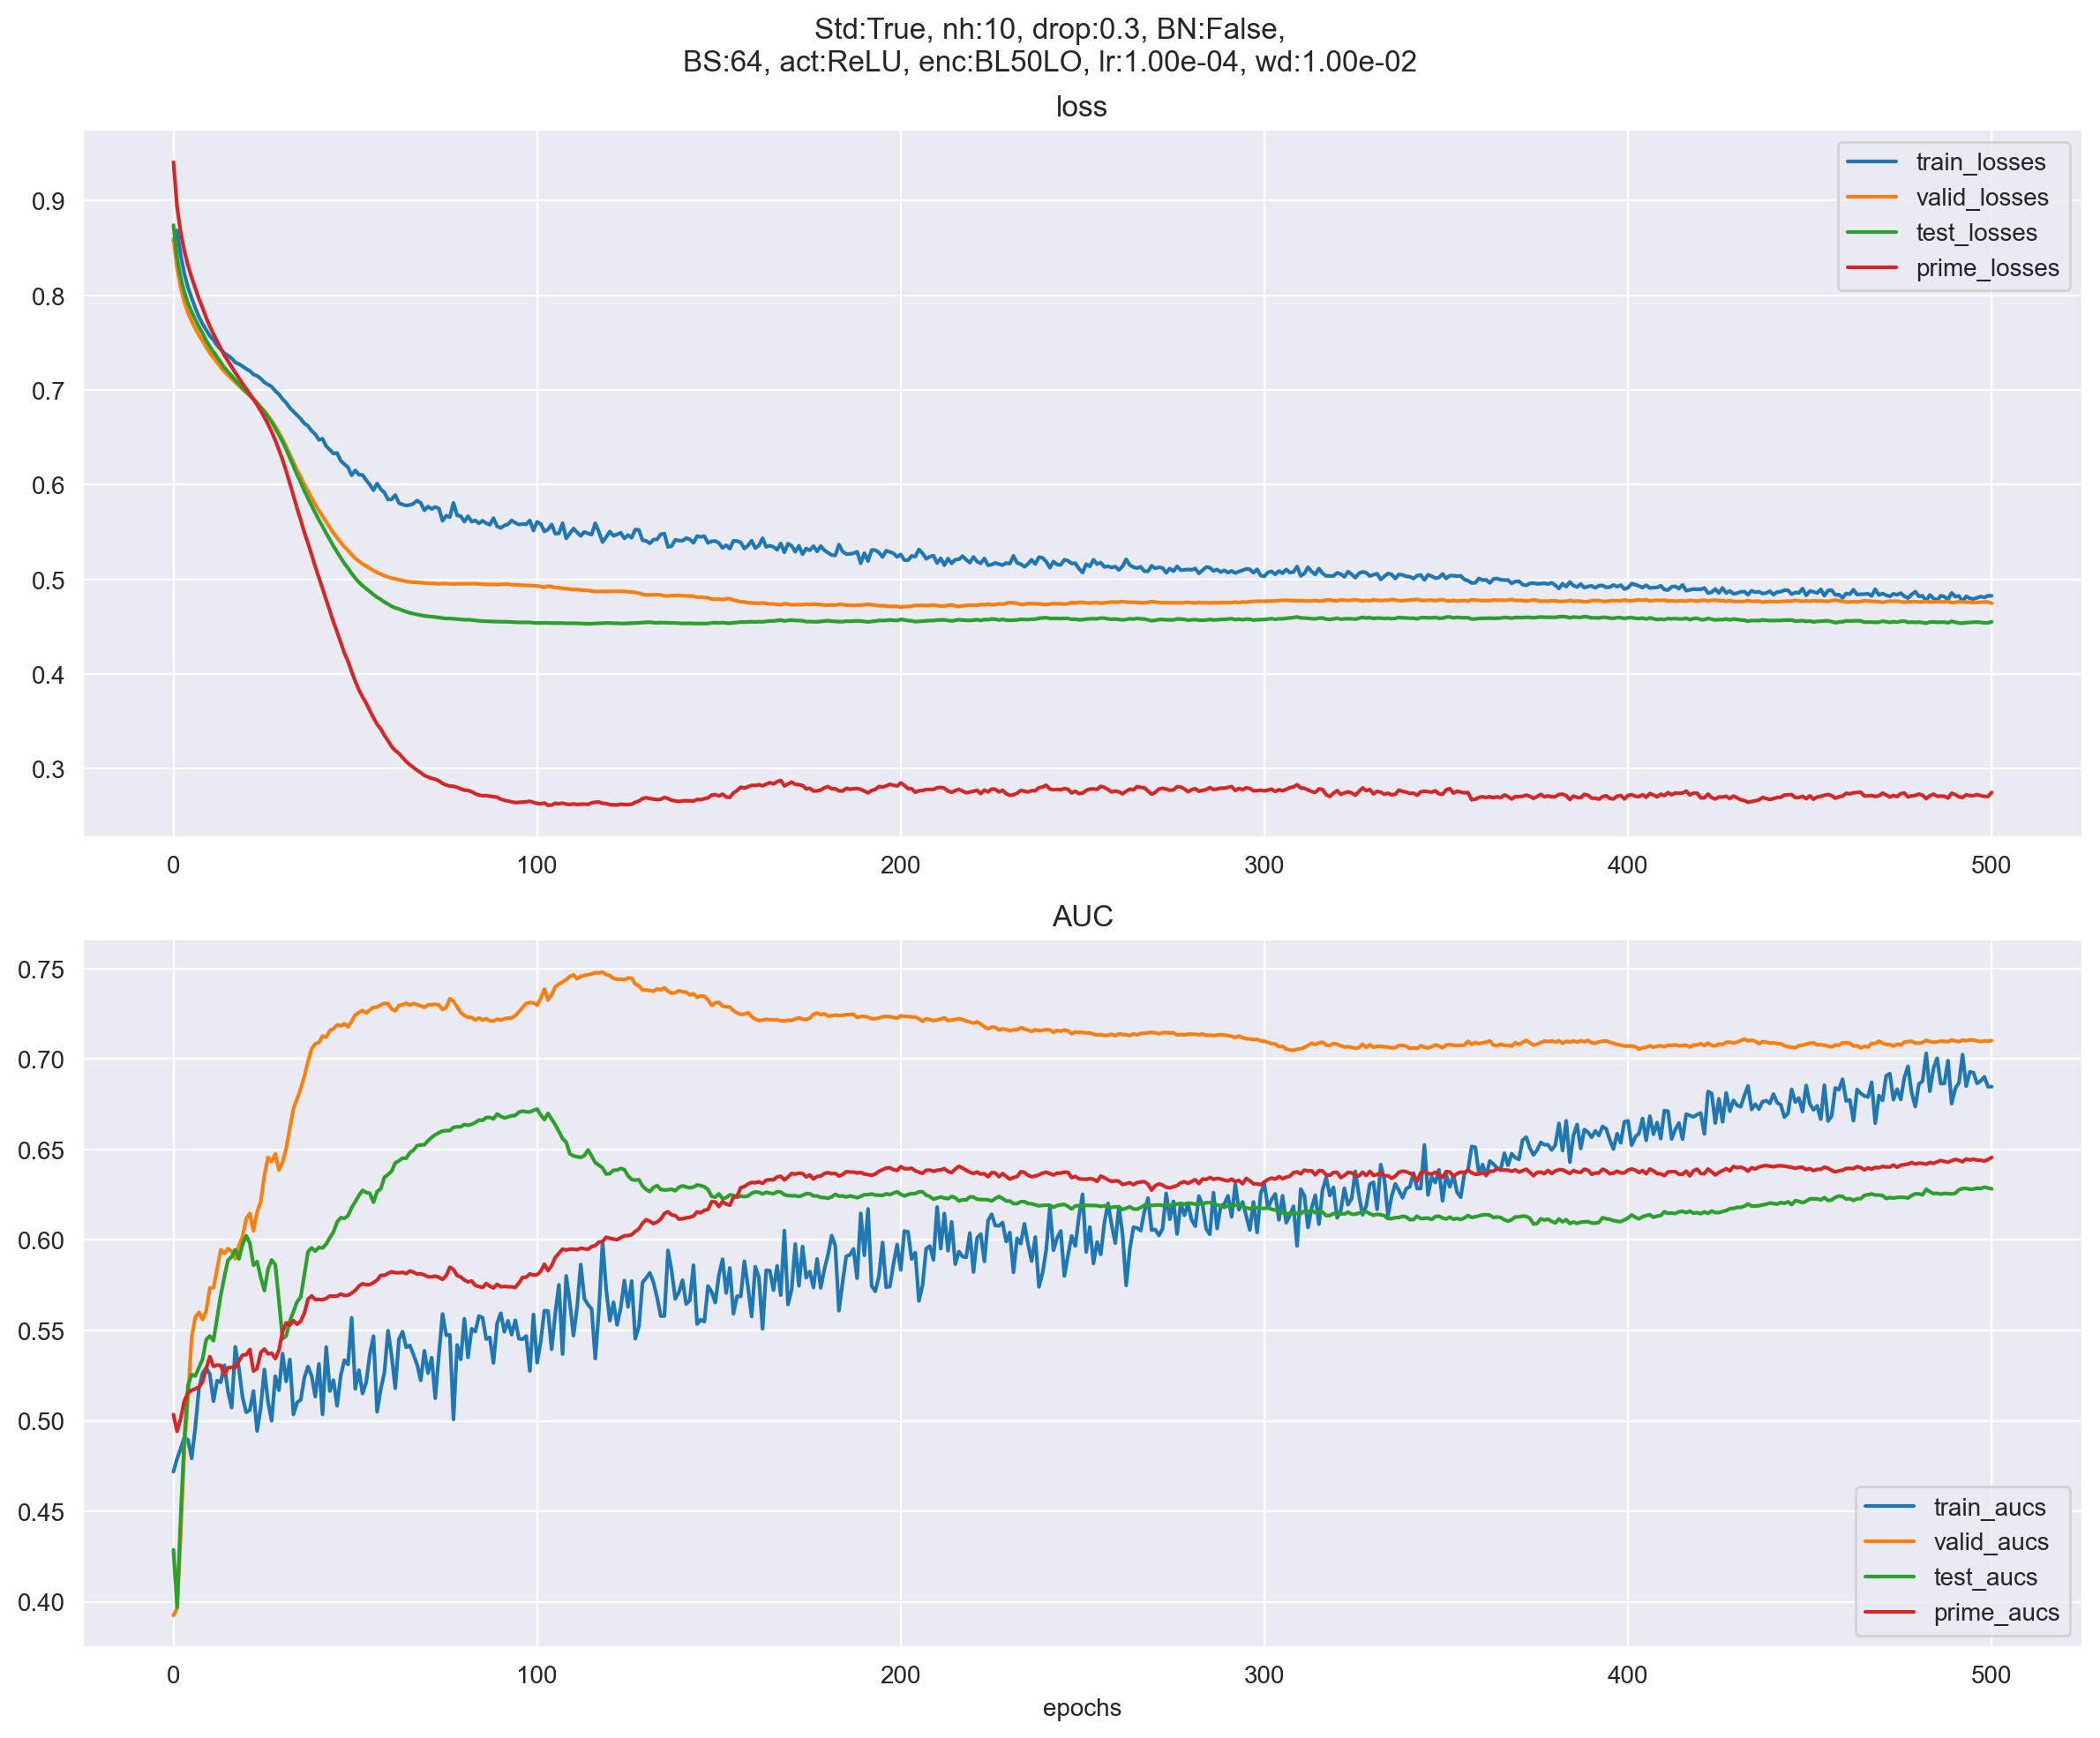 Std:True, nh:10, drop:0.3, BN:False,
BS:64, act:ReLU, enc:BL50LO, lr:1.00e-04, wd:1.00e-02
loss
train_losses
valid_losses
test_losses
prime_losses
0.9
0.8
0.7
0.6
0.5
0.4
0.3
0 100 200 300 400 500
AUC
0.75
0.70
0.65
0.60
0.55
0.50
0.45
0.40
train_aucs
valid_aucs
test_aucs
prime_aucs
0 100 200 300 400 500
epochs